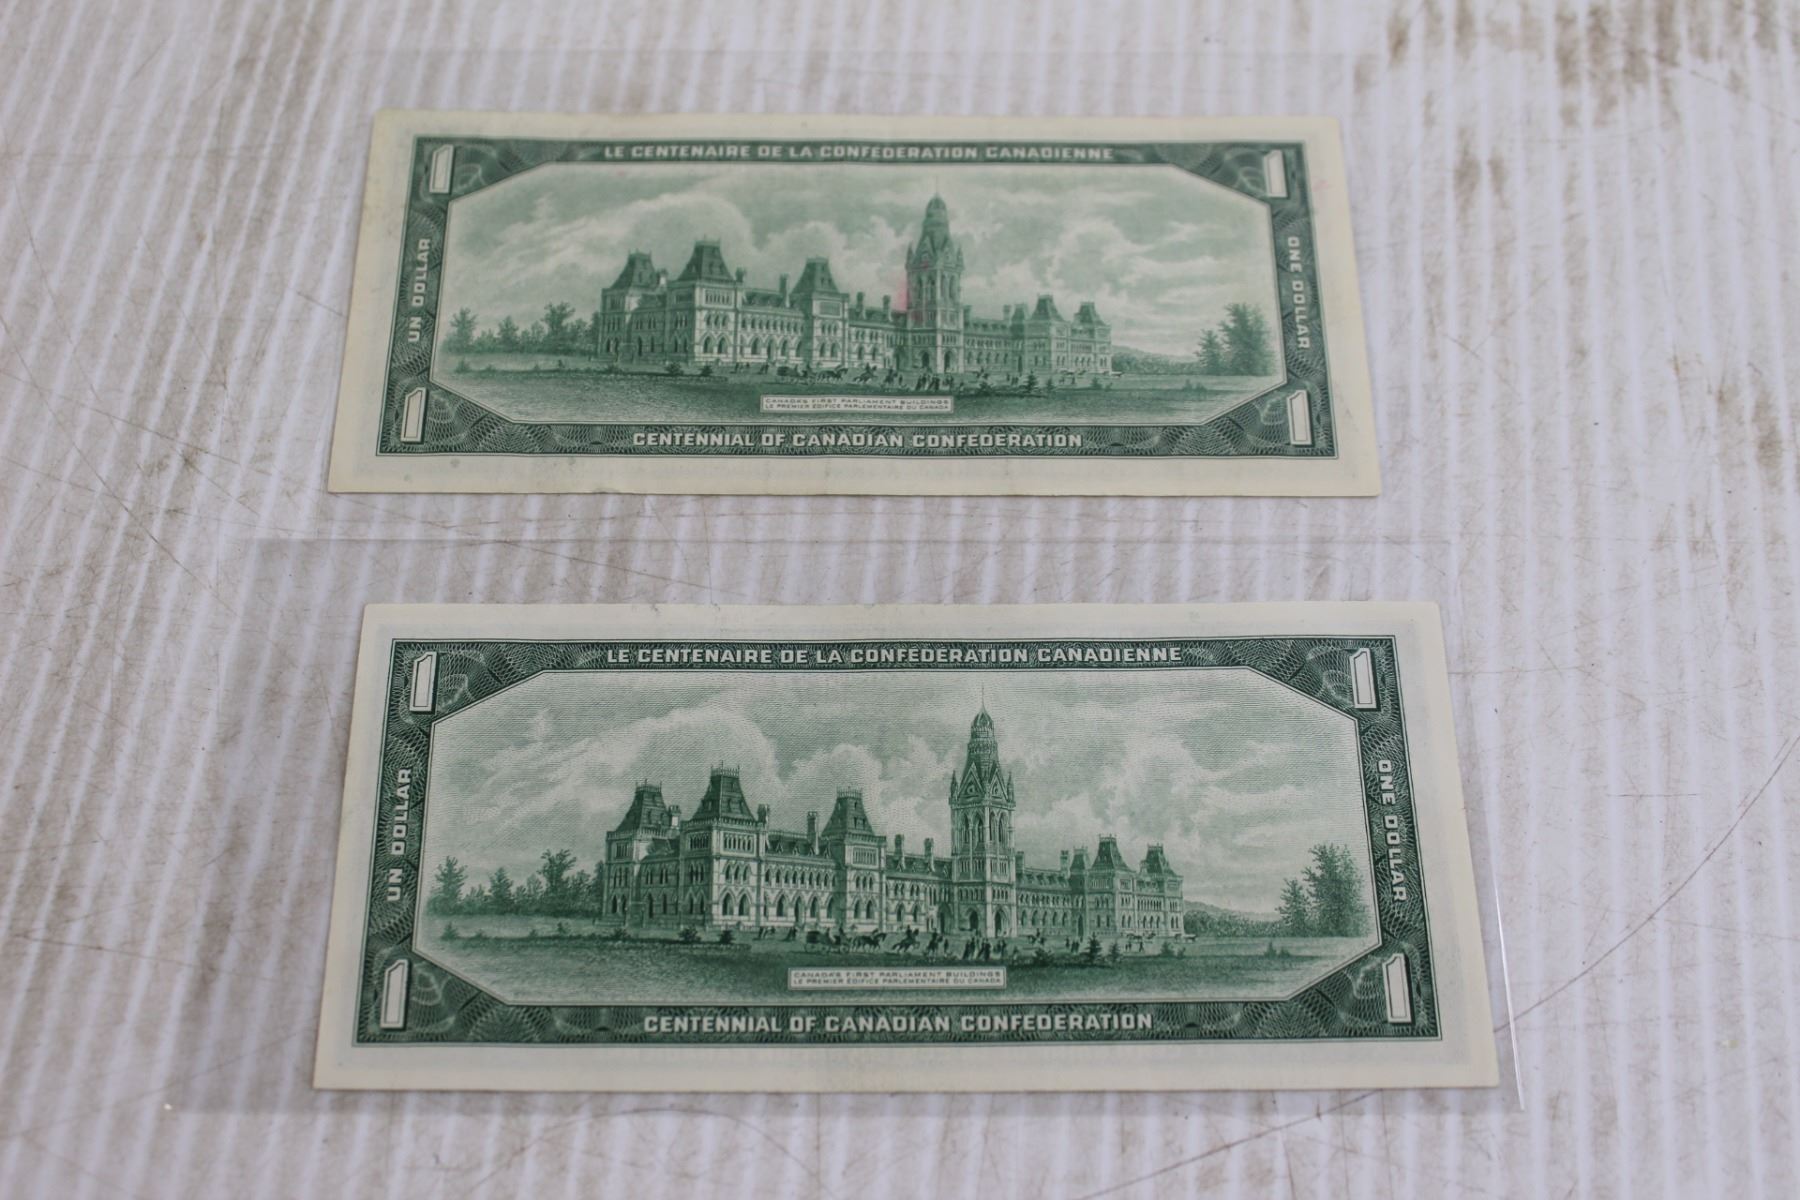 1 LE CENTENAIRE DE LA CONFEDERATION CANADIENNE 1
UN DOLLAR
ONE DOLLAR
CANADA'S FIRST PARLIAMENT BUILDINGS
LE PREMIER ÉDIFICE PARLEMENTAIRE DU CANADA
1 CENTENNIAL OF CANADIAN CONFEDERATION 1
1 LE CENTENAIRE DE LA CONFÉDÉRATION CANADIENNE 1
UN DOLLAR
ONE DOLLAR
CANADA'S FIRST PARLIAMENT BUILDINGS
LE PREMIER ÉDIFICE PARLEMENTAIRE DU CANADA
1 CENTENNIAL OF CANADIAN CONFEDERATION 1